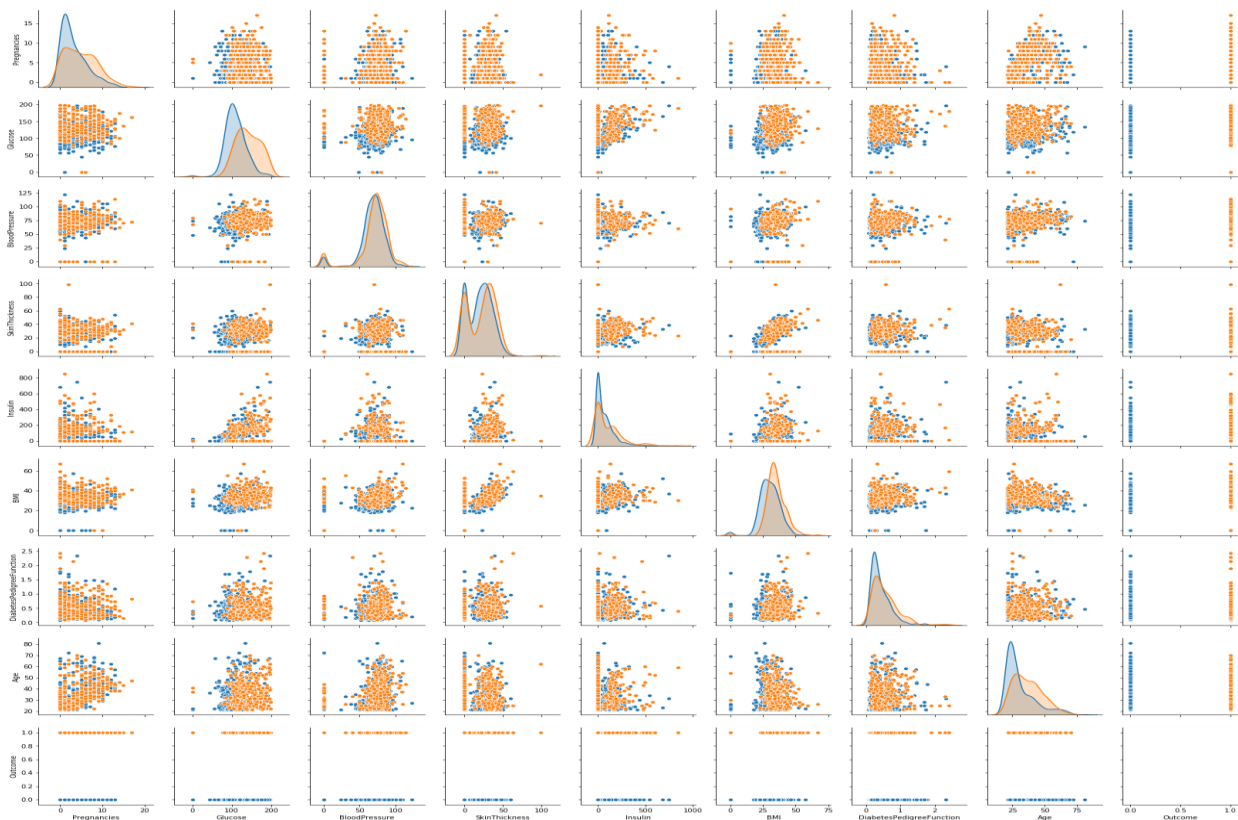 Pregnancies
15
10
5
0
Glucose
200
150
100
50
0
BloodPressure
125
100
75
50
25
0
SkinThickness
100
80
60
40
20
0
Insulin
800
600
400
200
0
BMI
60
40
20
0
DiabetesPedigreeFunction
2.5
2.0
1.5
1.0
0.5
0.0
Age
80
70
60
50
40
30
20
Outcome
1.0
0.8
0.6
0.4
0.2
0.0
0 10 20
0 100 200
0 50 100
0 50 100
0 500 1000
0 25 50 75
0 1 2
25 50 75
0.0 0.5 1.0
Pregnancies Glucose BloodPressure SkinThickness Insulin BMI DiabetesPedigreeFunction Age Outcome